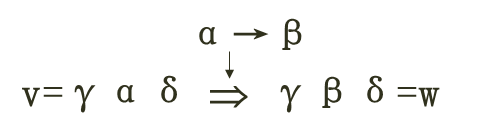 α → β
v= γ α δ ⇒ γ β δ =w